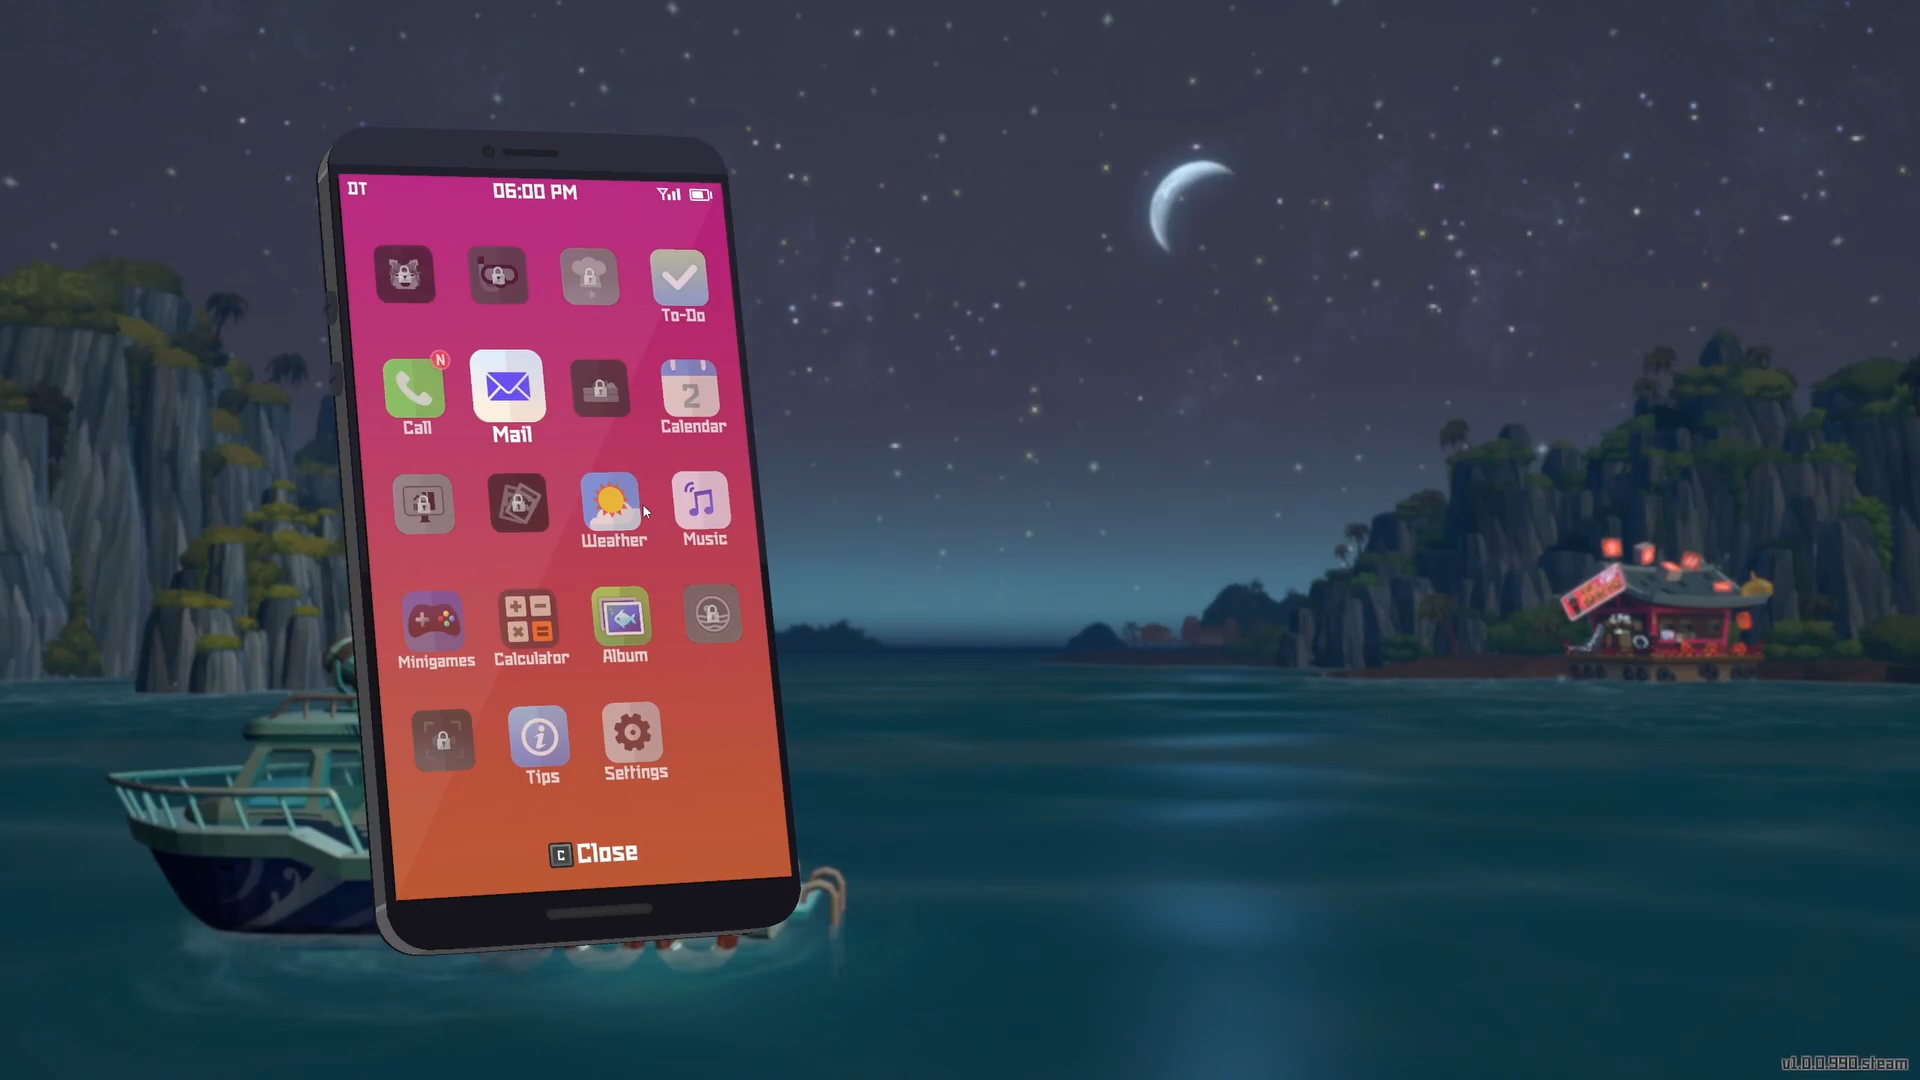 DT 06:00 PM
To-Do
Call N
Mail
2
Calendar
Weather
Music
Minigames
Calculator
Album
Tips
Settings
C Close
v1.0.0.990.steam